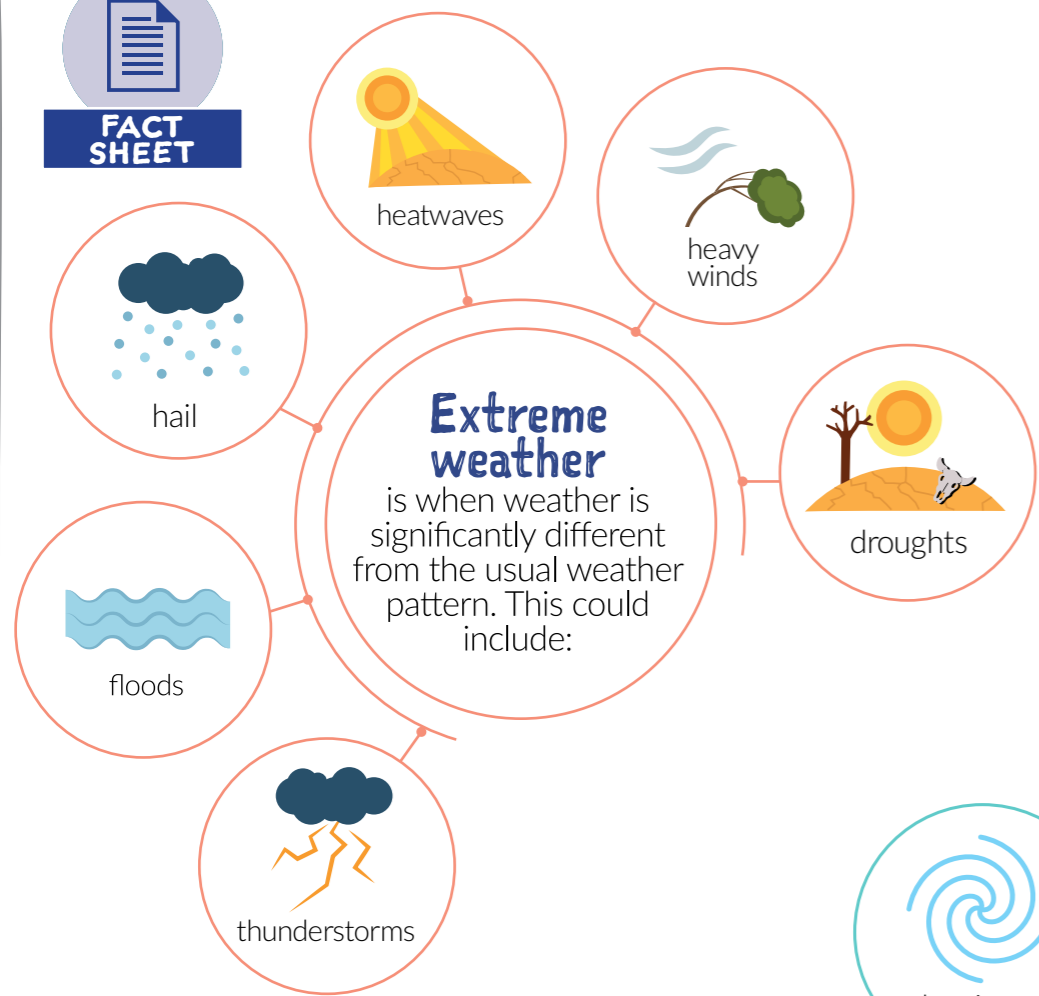 FACT
SHEET
heatwaves
heavy
winds
hail
droughts
Extreme
weather
is when weather is
significantly different
from the usual weather
pattern. This could
include:
floods
thunderstorms